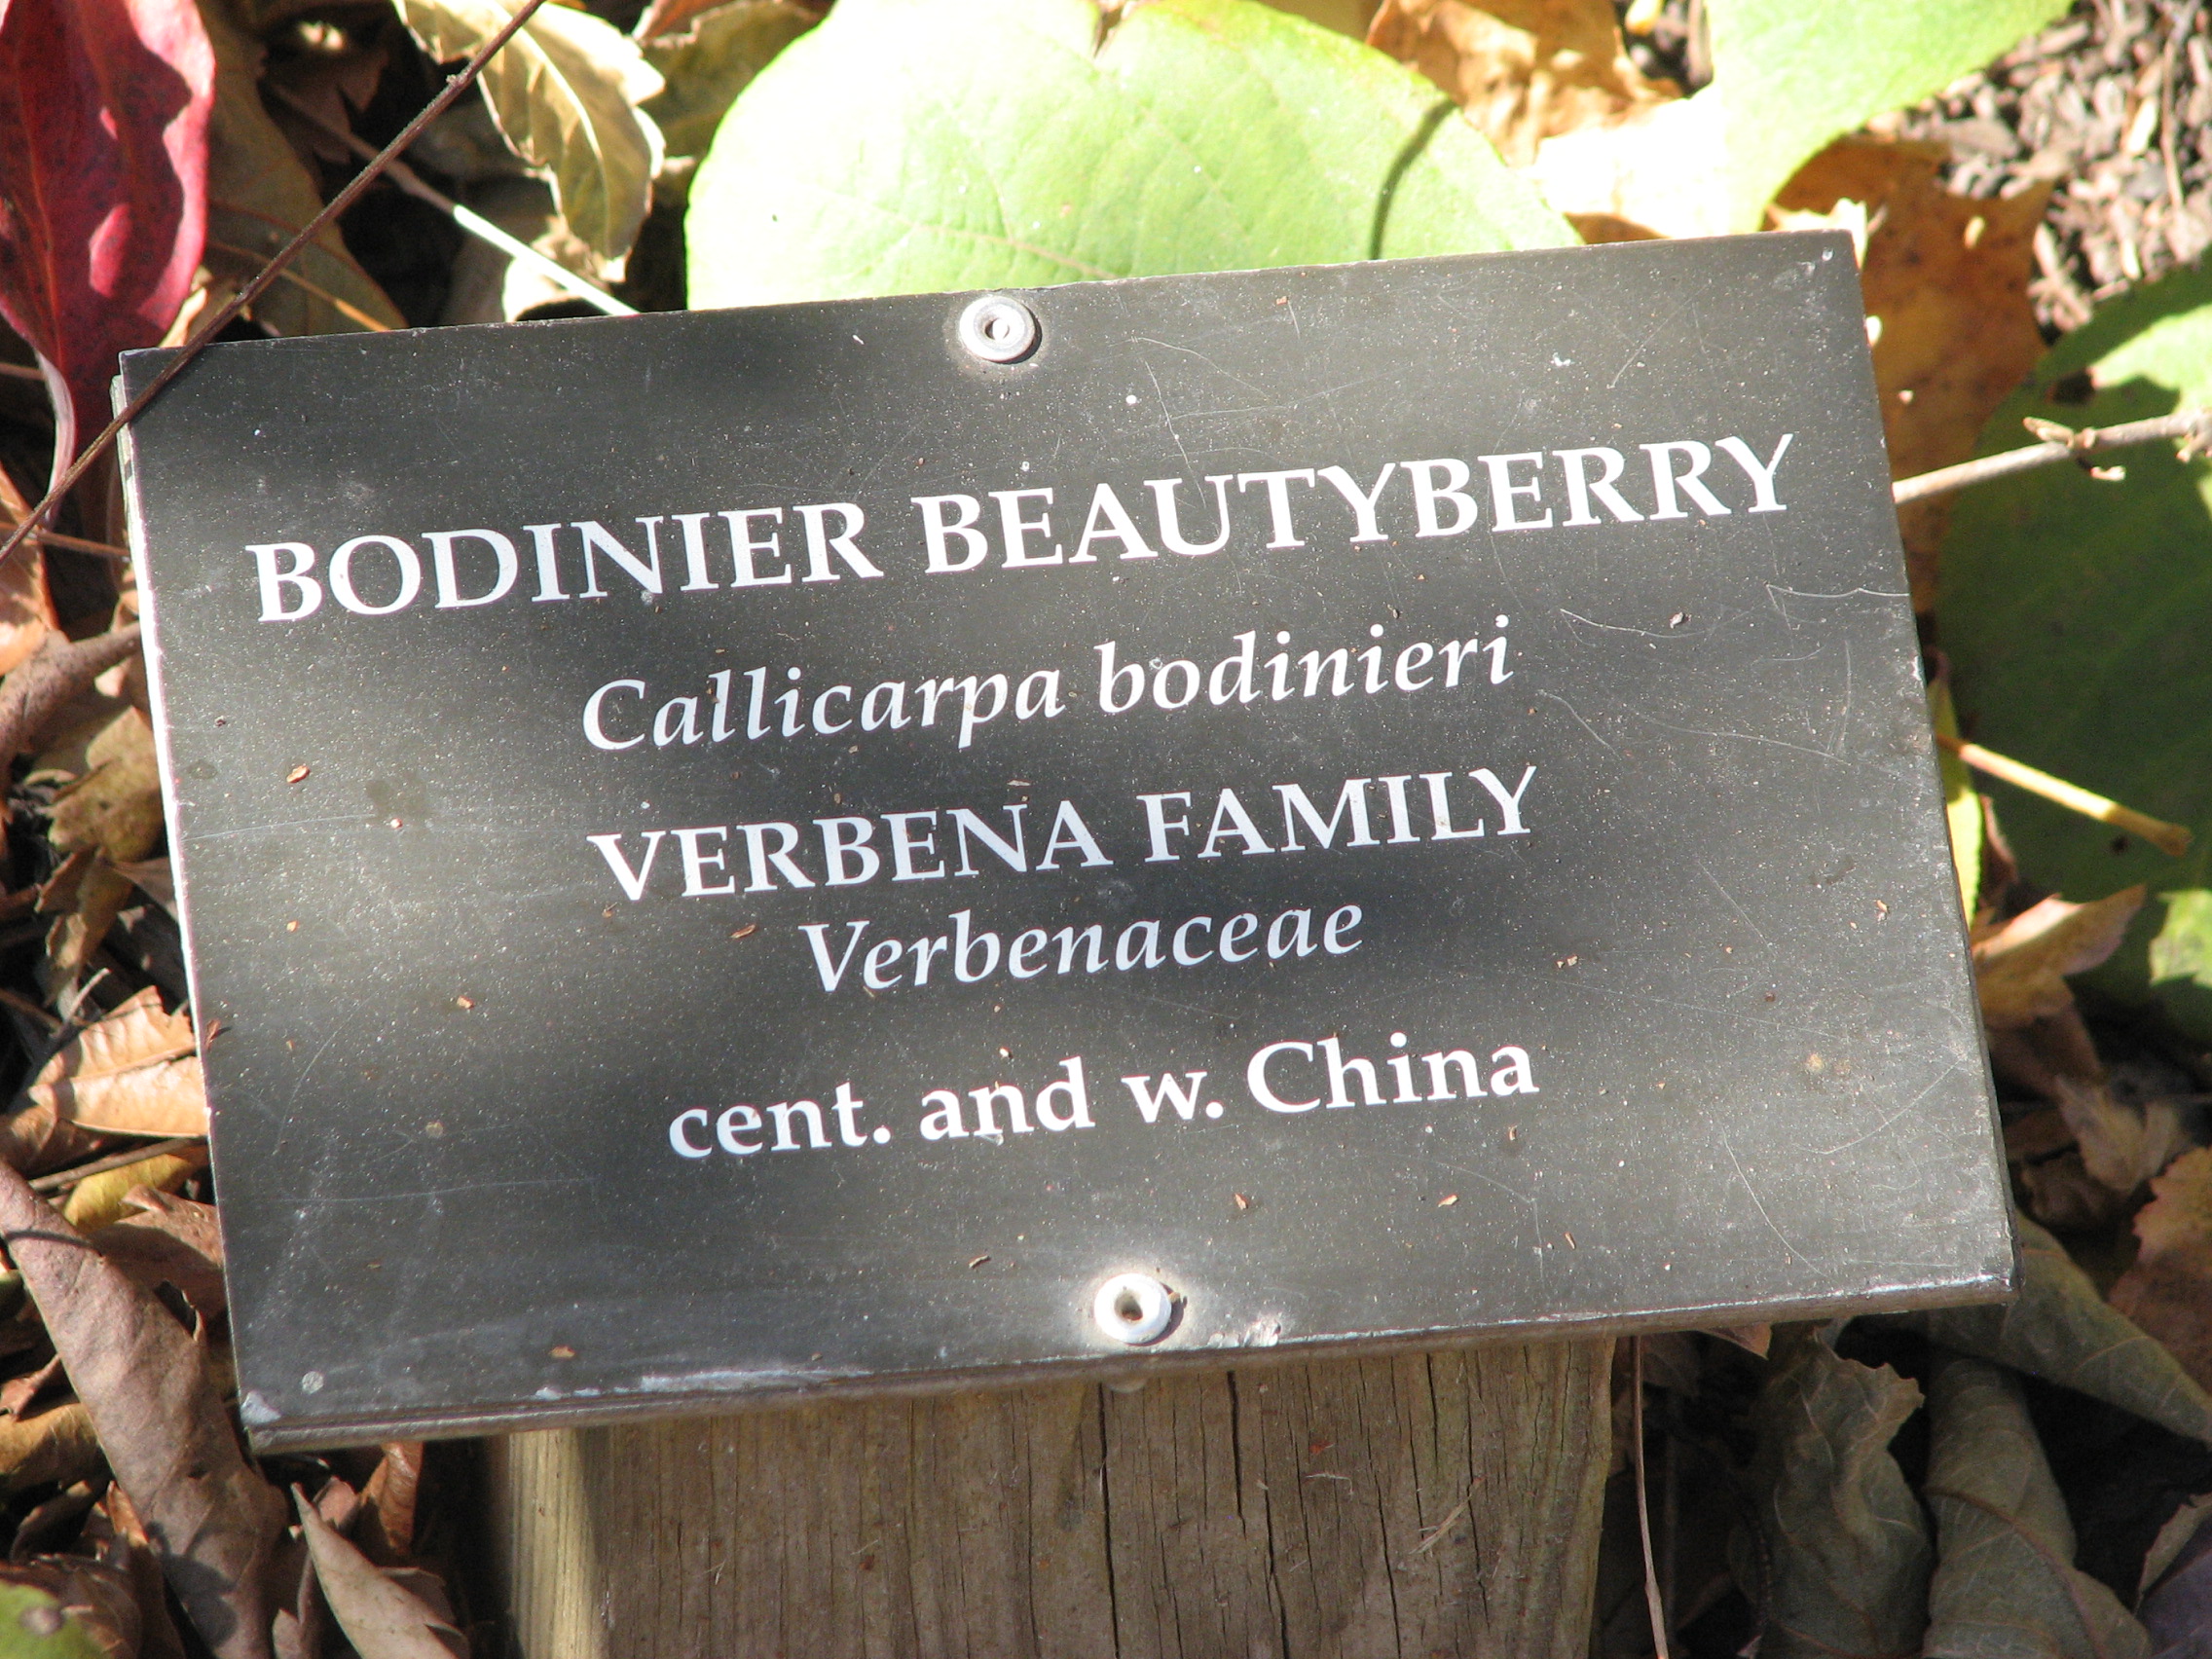 BODINIER BEAUTYBERRY
Callicarpa bodinieri
VERBENA FAMILY
Verbenaceae
cent. and w. China